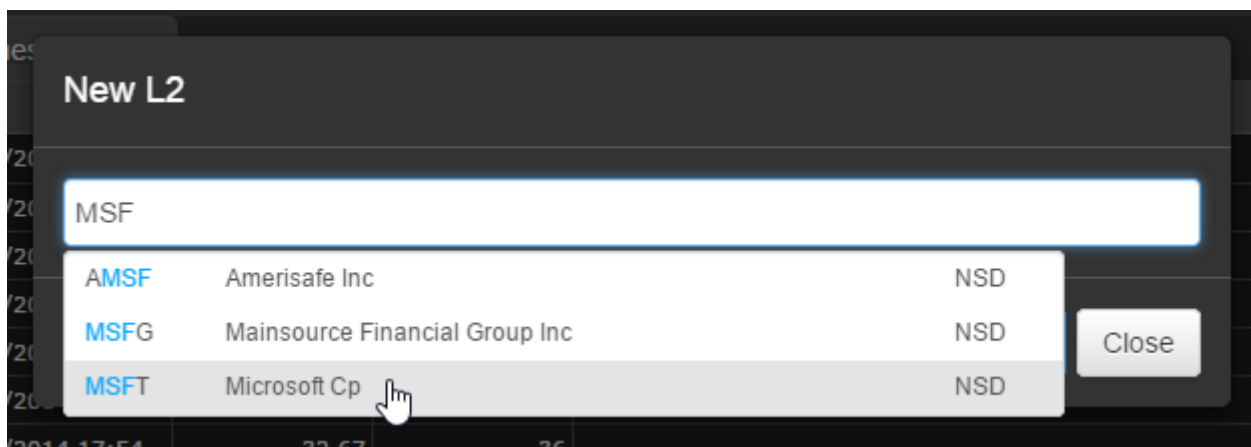 New L2
MSF
AMSF Amerisafe Inc NSD
MSFG Mainsource Financial Group Inc NSD
MSFT Microsoft Cp NSD
Close